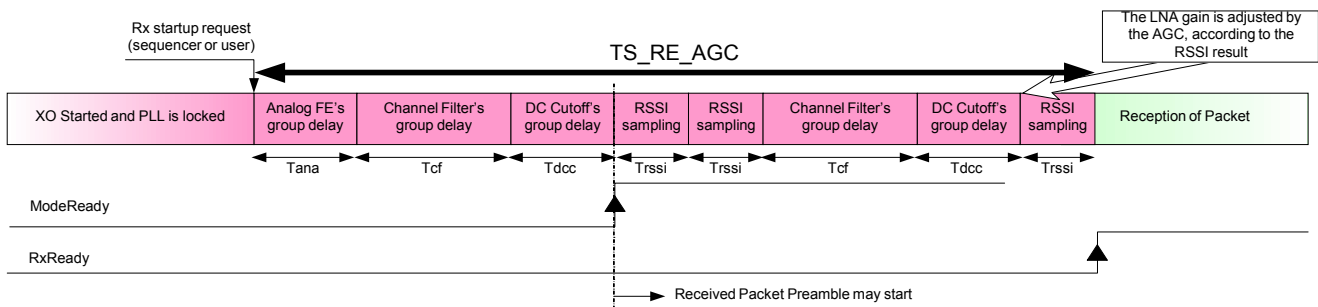 Rx startup request
(sequencer or user)
TS_RE_AGC
The LNA gain is adjusted by
the AGC, according to the
RSSI result
XO Started and PLL is locked
Analog FE's
group delay
Channel Filter's
group delay
DC Cutoff's
group delay
RSSI
sampling
RSSI
sampling
Channel Filter's
group delay
DC Cutoff's
group delay
RSSI
sampling
Reception of Packet
Tana
Tcf
Tdcc
Trssi
Trssi
Tcf
Tdcc
Trssi
ModeReady
RxReady
Received Packet Preamble may start